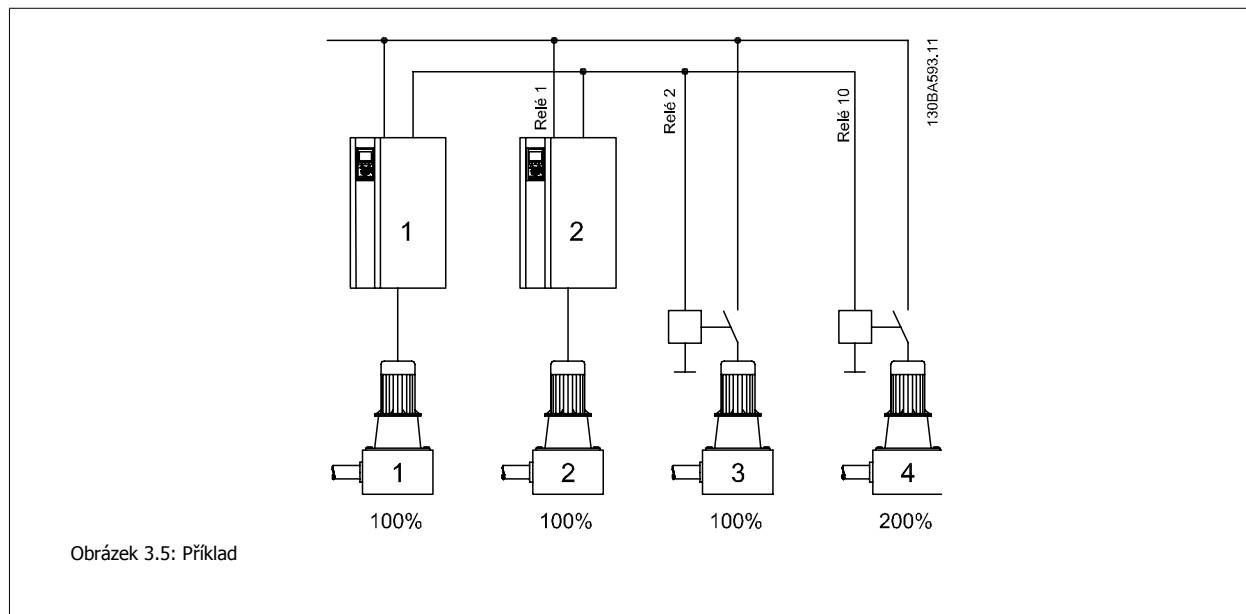 130BA593.11
Relé 1
Relé 2
Relé 10
1
2
1
2
3
4
100%
100%
100%
200%
Obrázek 3.5: Příklad